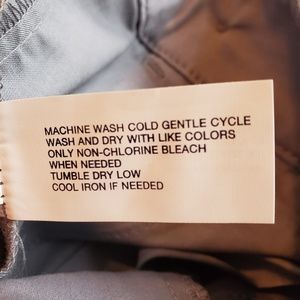 MACHINE WASH COLD GENTLE CYCLE
WASH AND DRY WITH LIKE COLORS
ONLY NON-CHLORINE BLEACH
WHEN NEEDED
TUMBLE DRY LOW
COOL IRON IF NEEDED